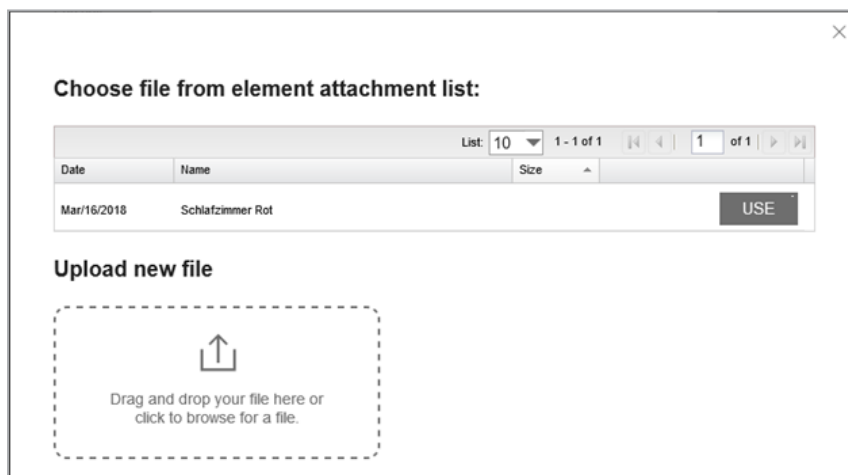 Choose file from element attachment list:
List: 10 1 - 1 of 1 1 of 1
Date Name Size
Mar/16/2018 Schlafzimmer Rot USE
Upload new file
Drag and drop your file here or
click to browse for a file.